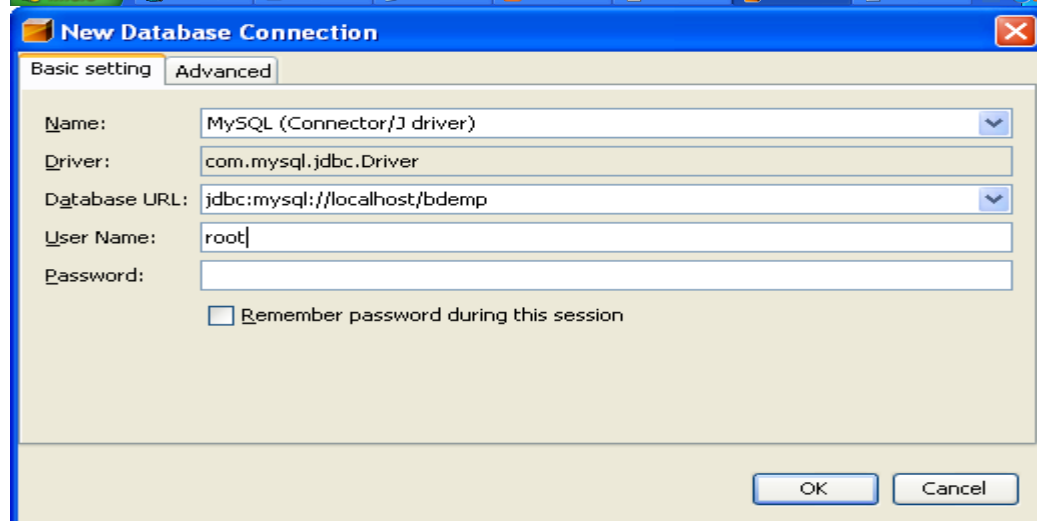 New Database Connection
Basic setting
Advanced
Name:
MySQL (Connector/J driver)
Driver:
com.mysql.jdbc.Driver
Database URL:
jdbc:mysql://localhost/bdemp
User Name:
root
Password:
Remember password during this session
OK
Cancel